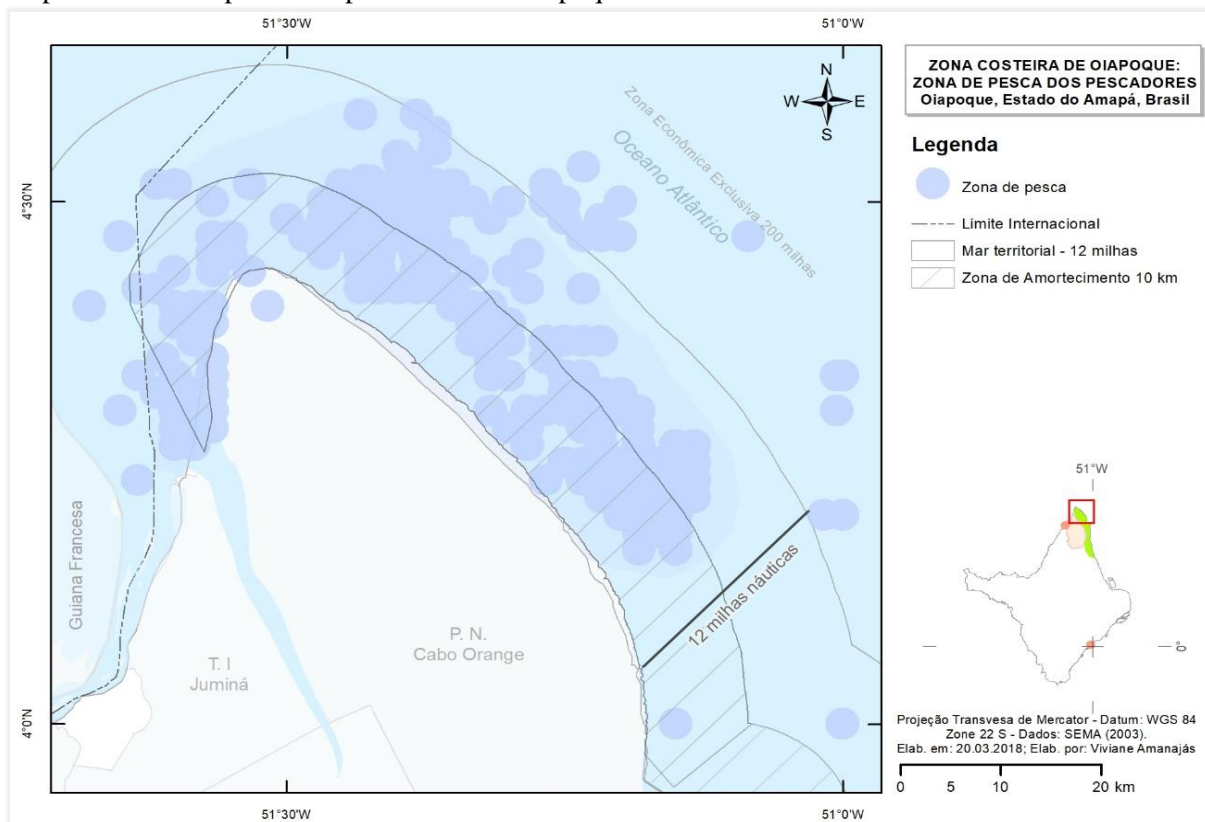 51°30'W
51°0'W
4°30'N
4°0'N
N
W
E
S
Zona Econômica Exclusiva 200 milhas
Oceano Atlântico
12 milhas náuticas
Guiana Francesa
T. I
Juminá
P. N.
Cabo Orange
4°30'N
4°0'N
51°30'W
51°0'W
ZONA COSTEIRA DE OIAPOQUE:
ZONA DE PESCA DOS PESCADORES
Oiapoque, Estado do Amapá, Brasil
Legenda
Zona de pesca
Limite Internacional
Mar territorial - 12 milhas
Zona de Amortecimento 10 km
51°W
0°
Projeção Transvesa de Mercator - Datum: WGS 84
Zone 22 S - Dados: SEMA (2003).
Elab. em: 20.03.2018; Elab. por: Viviane Amanajás
0 5 10 20 km